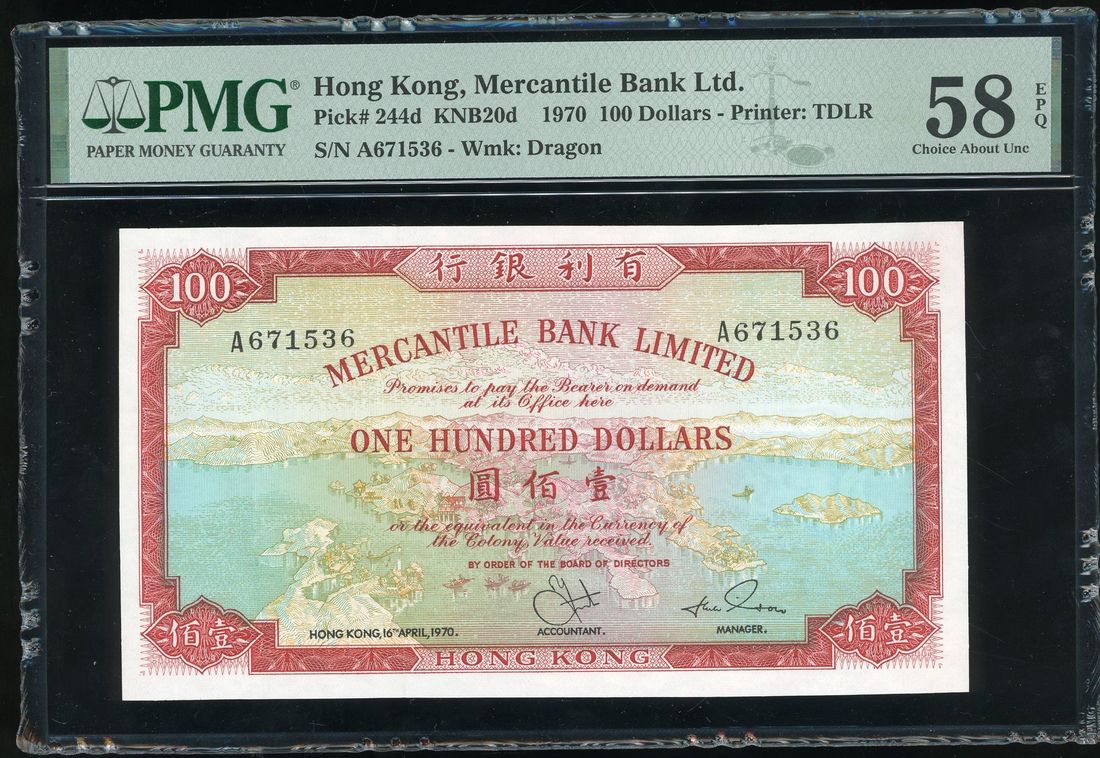 PMG®
PAPER MONEY GUARANTY
Hong Kong, Mercantile Bank Ltd.
Pick# 244d KNB20d 1970 100 Dollars - Printer: TDLR
S/N A671536 - Wmk: Dragon
58
EPQ
Choice About Unc
行銀利有
100
100
A671536
A671536
MERCANTILE BANK LIMITED
Promises to pay the Bearer on demand
at its Office here
ONE HUNDRED DOLLARS
圓佰壹
or the equivalent in the Currency of
the Colony, Value received.
BY ORDER OF THE BOARD OF DIRECTORS
HONG KONG, 16TH APRIL, 1970.
ACCOUNTANT.
MANAGER.
佰壹
佰壹
HONG KONG